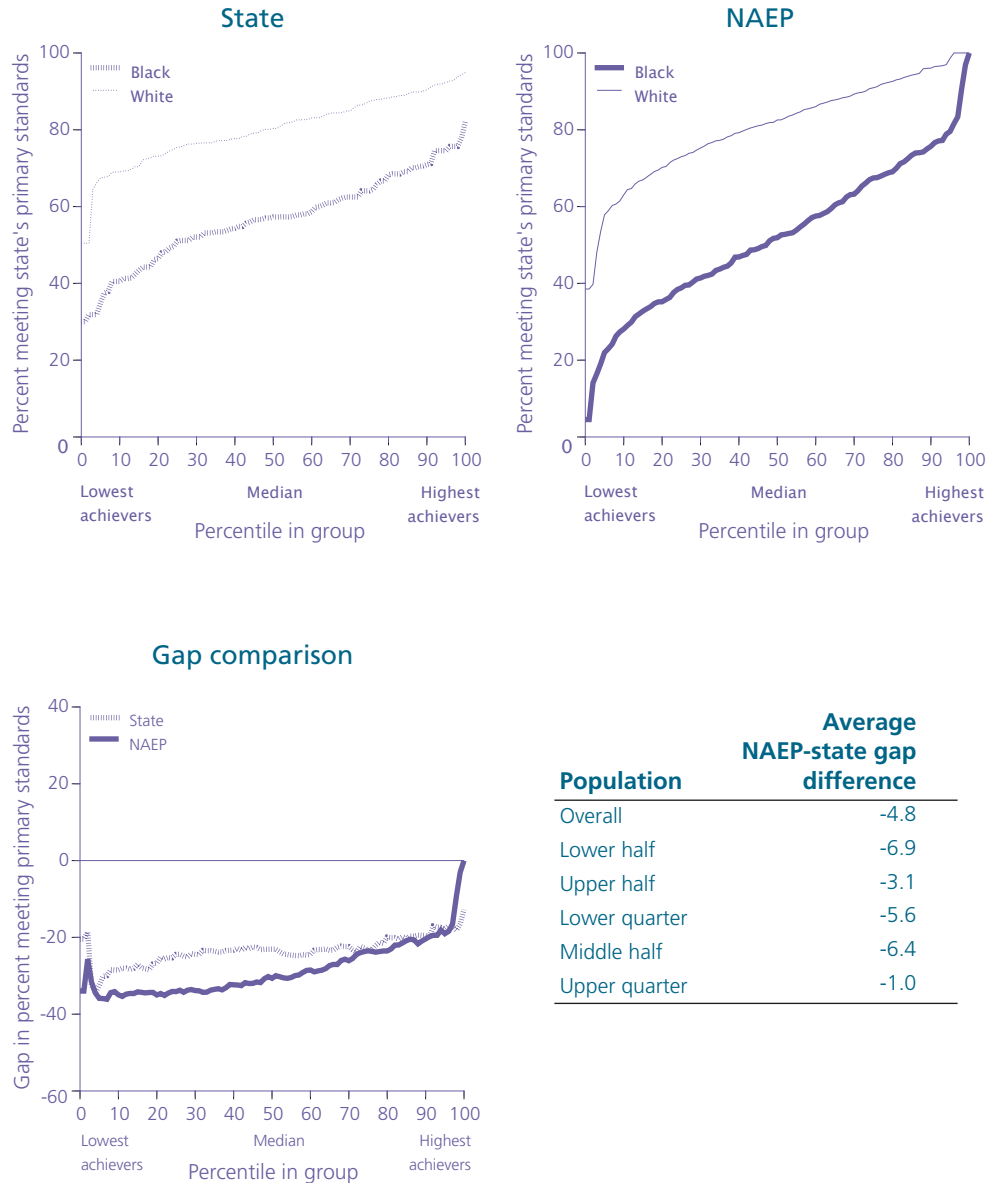 State
Percent meeting state's primary standards
100
80
60
40
20
0
Black
White
0 10 20 30 40 50 60 70 80 90 100
Lowest achievers
Median
Highest achievers
Percentile in group
NAEP
Percent meeting state's primary standards
100
80
60
40
20
0
Black
White
0 10 20 30 40 50 60 70 80 90 100
Lowest achievers
Median
Highest achievers
Percentile in group
Gap comparison
Gap in percent meeting primary standards
40
20
0
-20
-40
-60
State
NAEP
0 10 20 30 40 50 60 70 80 90 100
Lowest achievers
Median
Highest achievers
Percentile in group
Average
NAEP-state gap
Population difference
Overall -4.8
Lower half -6.9
Upper half -3.1
Lower quarter -5.6
Middle half -6.4
Upper quarter -1.0